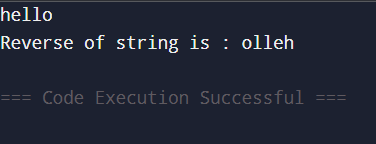 hello
Reverse of string is : olleh
=== Code Execution Successful ===